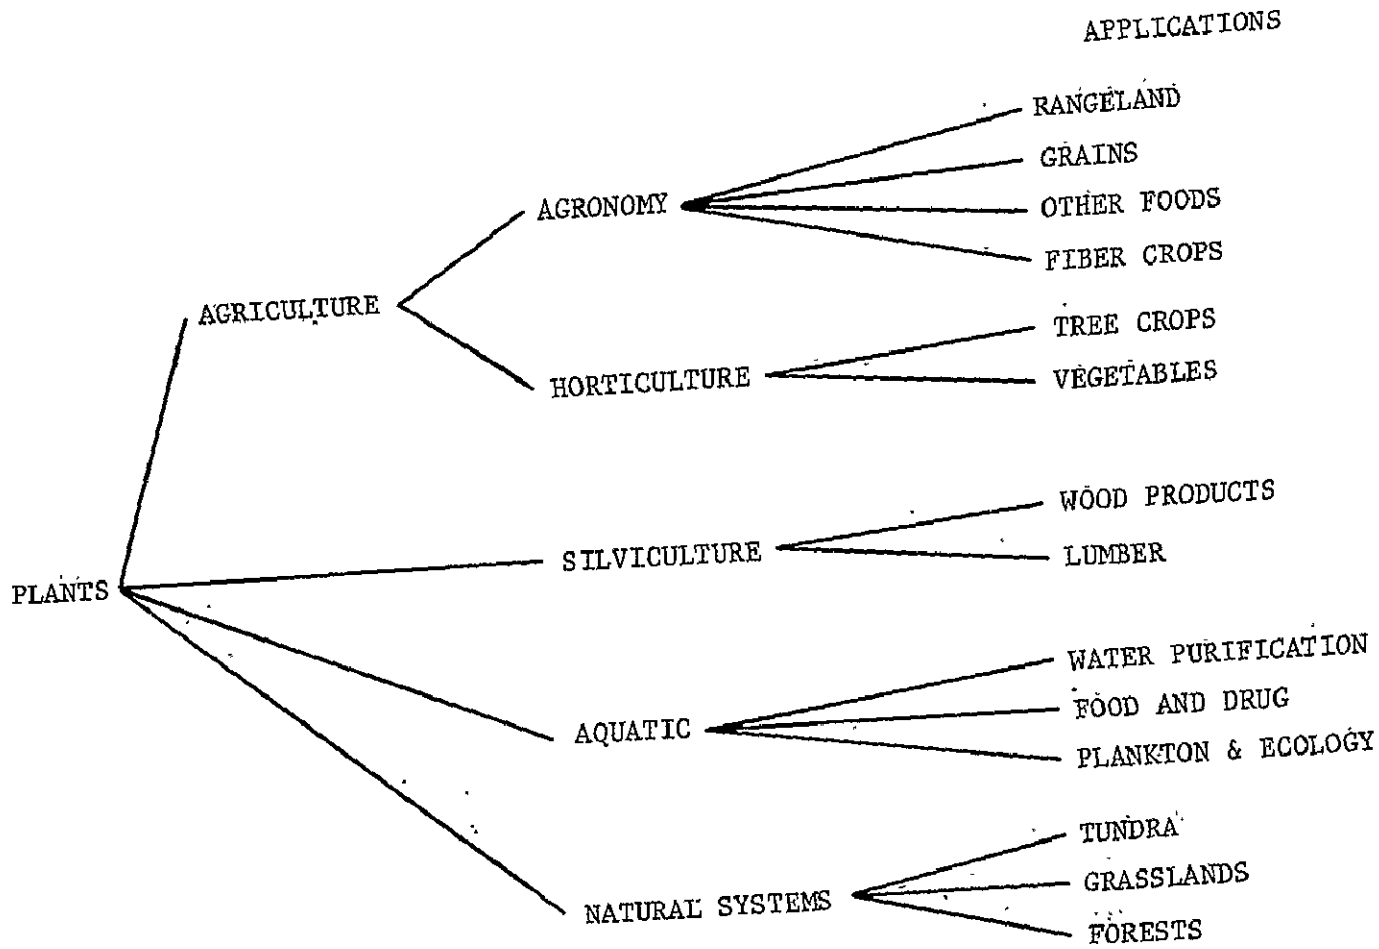 APPLICATIONS
RANGELAND
GRAINS
AGRONOMY
OTHER FOODS
FIBER CROPS
AGRICULTURE
TREE CROPS
HORTICULTURE
VEGETABLES
WOOD PRODUCTS
SILVICULTURE
LUMBER
PLANTS
WATER PURIFICATION
FOOD AND DRUG
AQUATIC
PLANKTON & ECOLOGY
TUNDRA
GRASSLANDS
NATURAL SYSTEMS
FORESTS